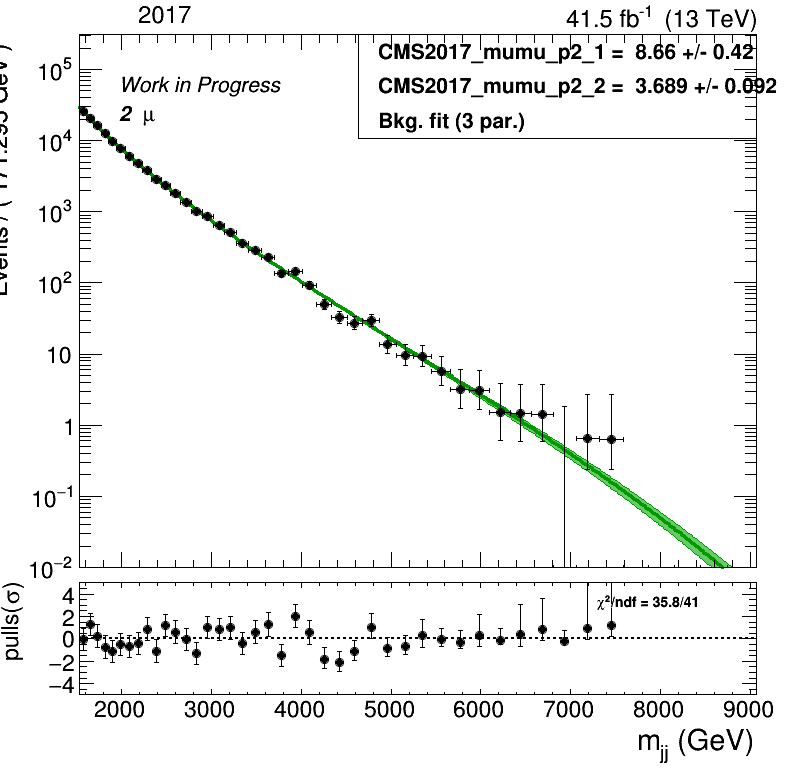 2017
41.5 fb⁻¹ (13 TeV)
CMS2017_mumu_p2_1 = 8.66 +/- 0.42
CMS2017_mumu_p2_2 = 3.689 +/- 0.092
Bkg. fit (3 par.)
Work in Progress
2 μ
10⁵
10⁴
10³
10²
10
1
10⁻¹
10⁻²
χ²/ndf = 35.8/41
pulls(σ)
4
2
0
−2
−4
2000 3000 4000 5000 6000 7000 8000 9000
m_jj (GeV)